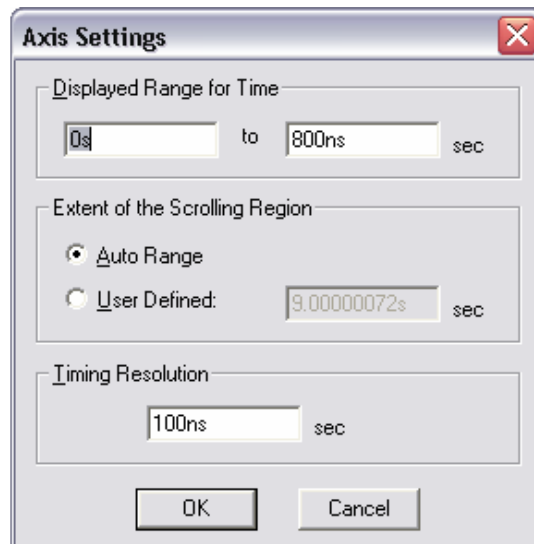 Axis Settings
Displayed Range for Time
0s to 800ns sec
Extent of the Scrolling Region
Auto Range
User Defined: 9.00000072s sec
Timing Resolution
100ns sec
OK Cancel